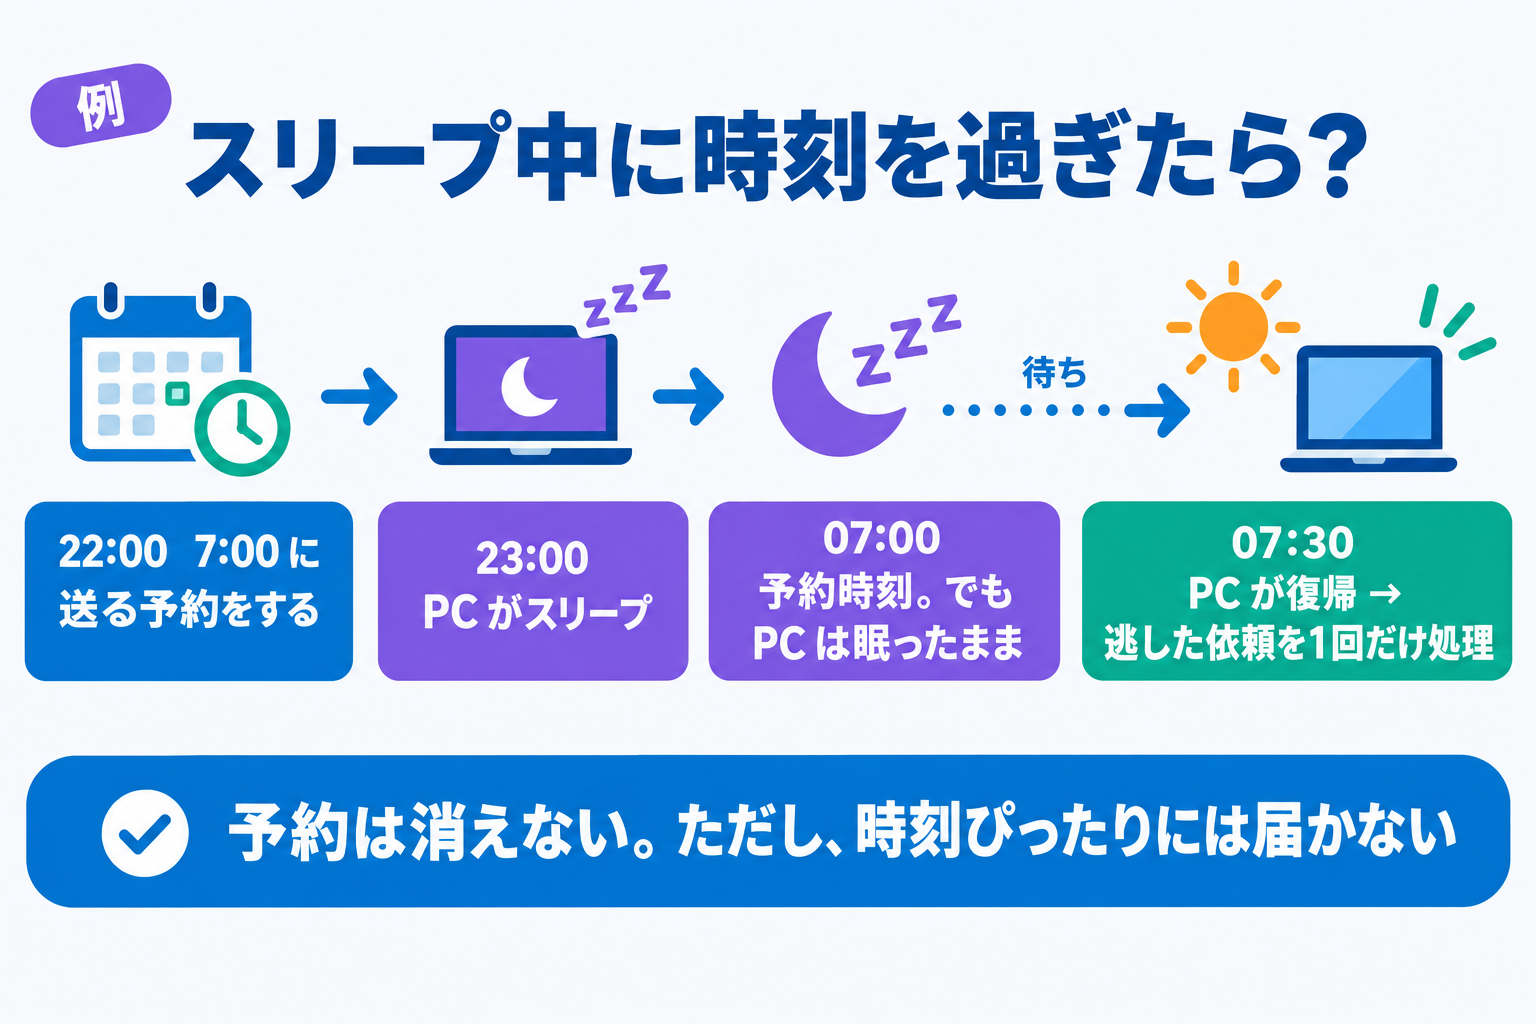 例
スリープ中に時刻を過ぎたら?
zzz
zzz
待ち
22:00 7:00に
送る予約をする
23:00
PCがスリープ
07:00
予約時刻。でも
PCは眠ったまま
07:30
PCが復帰→
逃した依頼を1回だけ処理
予約は消えない。ただし、時刻ぴったりには届かない